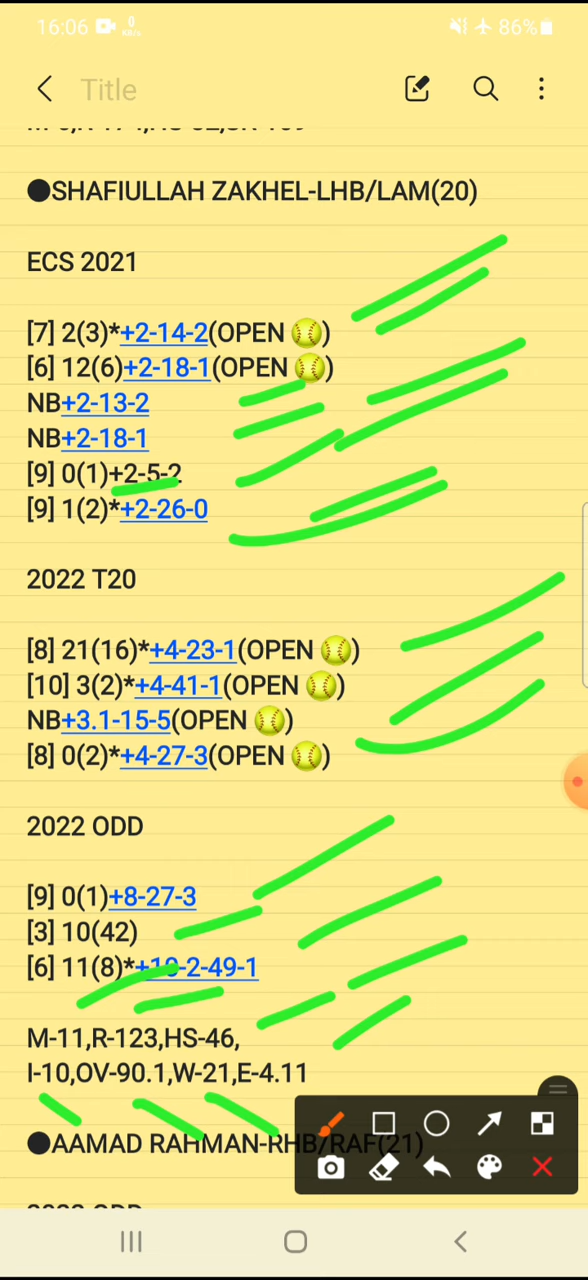 16:06 0 KB/s 86%
Title
●SHAFIULLAH ZAKHEL-LHB/LAM(20)
ECS 2021
[7] 2(3)*+2-14-2(OPEN 🥎)
[6] 12(6)+2-18-1(OPEN 🥎)
NB+2-13-2
NB+2-18-1
[9] 0(1)+2-5-2
[9] 1(2)*+2-26-0
2022 T20
[8] 21(16)*+4-23-1(OPEN 🥎)
[10] 3(2)*+4-41-1(OPEN 🥎)
NB+3.1-15-5(OPEN 🥎)
[8] 0(2)*+4-27-3(OPEN 🥎)
2022 ODD
[9] 0(1)+8-27-3
[3] 10(42)
[6] 11(8)*+10-2-49-1
M-11,R-123,HS-46,
I-10,OV-90.1,W-21,E-4.11
●AAMAD RAHMAN-RHB/RAF(21)